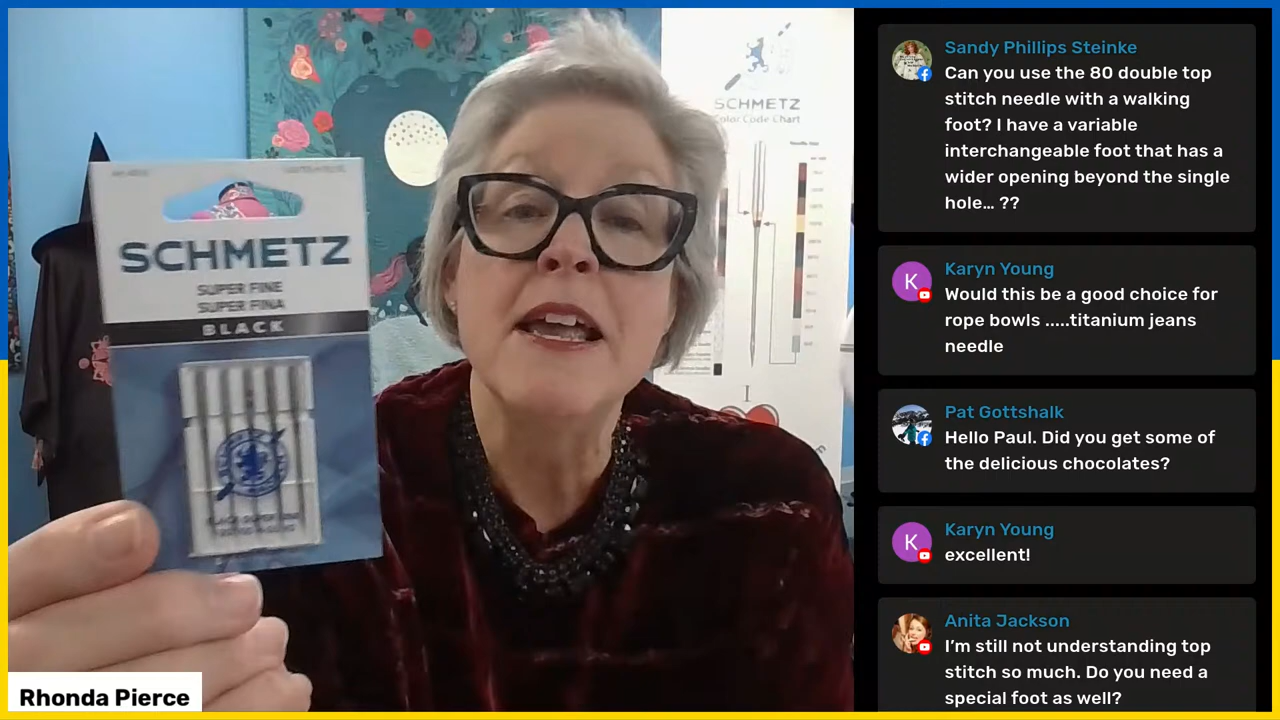 SCHMETZ
SUPER FINE
SUPER FINA
BLACK
SCHMETZ
Color Code Chart
I
Rhonda Pierce
Sandy Phillips Steinke
Can you use the 80 double top
stitch needle with a walking
foot? I have a variable
interchangeable foot that has a
wider opening beyond the single
hole... ??
K
Karyn Young
Would this be a good choice for
rope bowls .....titanium jeans
needle
Pat Gottshalk
Hello Paul. Did you get some of
the delicious chocolates?
K
Karyn Young
excellent!
Anita Jackson
I’m still not understanding top
stitch so much. Do you need a
special foot as well?